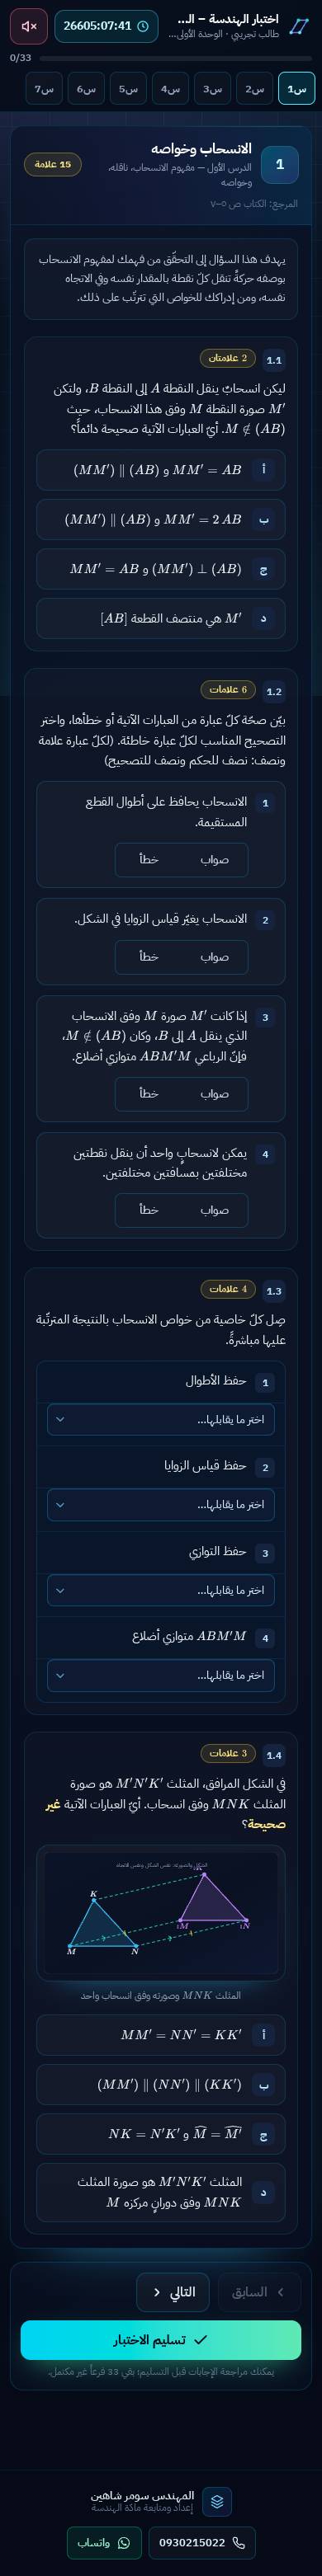 اختبار الهندسة – الـ...
طالب تجريبي · الوحدة الأولى...
26605:07:41
0/33
س1
س2
س3
س4
س5
س6
س7
1
الانسحاب وخواصه
الدرس الأول — مفهوم الانسحاب، ناقله،
وخواصه
15 علامة
المرجع: الكتاب ص ٥–٧
يهدف هذا السؤال إلى التحقّق من فهمك لمفهوم الانسحاب
بوصفه حركةً تنقل كلّ نقطة بالمقدار نفسه وفي الاتجاه
نفسه، ومن إدراكك للخواص التي تترتّب على ذلك.
1.1
2 علامتان
ليكن انسحابٌ ينقل النقطة A إلى النقطة B، ولتكن
M′ صورة النقطة M وفق هذا الانسحاب، حيث
M ∉ (AB). أيّ العبارات الآتية صحيحة دائماً؟
أ
MM′ = AB و (MM′) ∥ (AB)
ب
MM′ = 2 AB و (MM′) ∥ (AB)
ج
(MM′) ⊥ (AB) و MM′ = AB
د
M′ هي منتصف القطعة [AB]
1.2
6 علامات
بيّن صحّة كلّ عبارة من العبارات الآتية أو خطأها، واختر
التصحيح المناسب لكلّ عبارة خاطئة. (لكلّ عبارة علامة
ونصف: نصف للحكم ونصف للتصحيح)
1
الانسحاب يحافظ على أطوال القطع
المستقيمة.
صواب
خطأ
2
الانسحاب يغيّر قياس الزوايا في الشكل.
صواب
خطأ
3
إذا كانت M′ صورة M وفق الانسحاب
الذي ينقل A إلى B، وكان M ∉ (AB)،
فإنّ الرباعي ABM′M متوازي أضلاع.
صواب
خطأ
4
يمكن لانسحابٍ واحد أن ينقل نقطتين
مختلفتين بمسافتين مختلفتين.
صواب
خطأ
1.3
4 علامات
صِل كلّ خاصية من خواص الانسحاب بالنتيجة المترتّبة
عليها مباشرةً.
1
حفظ الأطوال
اختر ما يقابلها...
2
حفظ قياس الزوايا
اختر ما يقابلها...
3
حفظ التوازي
اختر ما يقابلها...
4
ABM′M متوازي أضلاع
اختر ما يقابلها...
1.4
3 علامات
في الشكل المرافق، المثلث M′N′K′ هو صورة
المثلث MNK وفق انسحاب. أيّ العبارات الآتية غير
صحيحة؟
K
M
N
المثلث MNK وصورته وفق انسحاب واحد
أ
MM′ = NN′ = KK′
ب
(MM′) ∥ (NN′) ∥ (KK′)
ج
M̂ = M̂′ و NK = N′K′
د
المثلث M′N′K′ هو صورة المثلث
MNK وفق دورانٍ مركزه M
السابق
التالي
تسليم الاختبار
يمكنك مراجعة الإجابات قبل التسليم؛ بقي 33 فرعاً غير مكتمل.
المهندس سومر شاهين
إعداد ومتابعة مادّة الهندسة
0930215022
واتساب